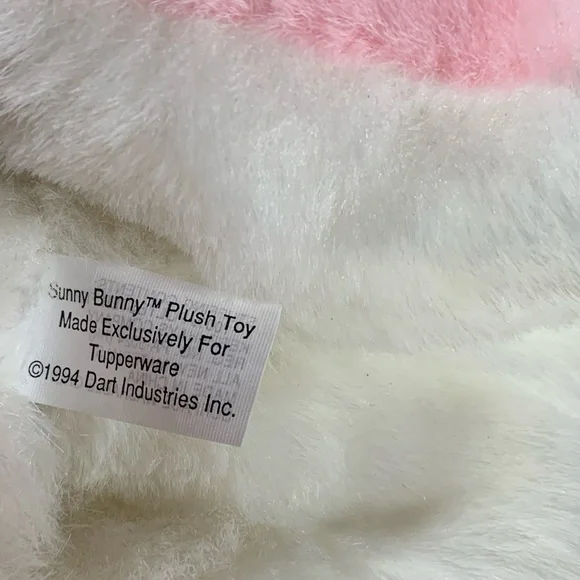 Sunny Bunny™ Plush Toy
Made Exclusively For
Tupperware
©1994 Dart Industries Inc.